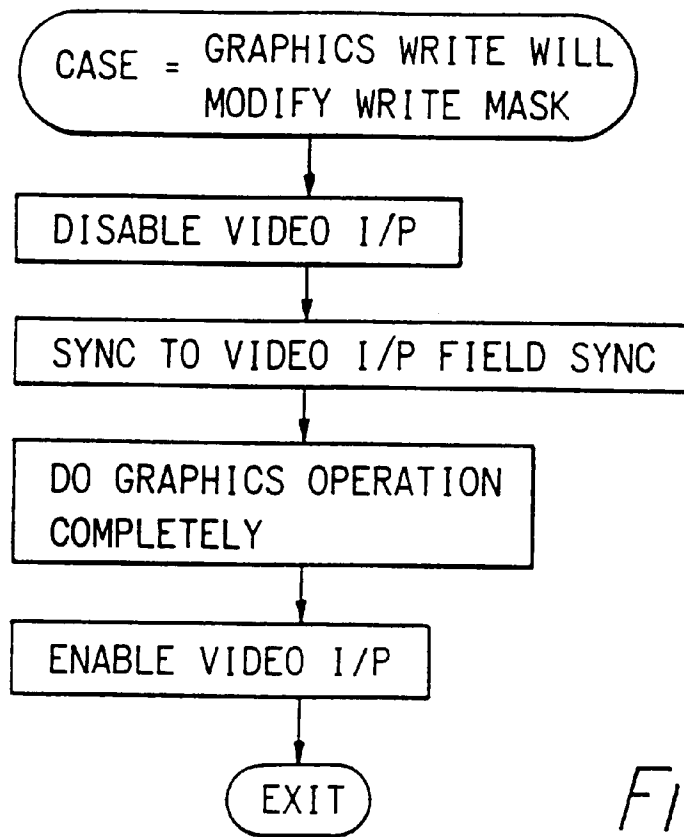 CASE = GRAPHICS WRITE WILL
MODIFY WRITE MASK
DISABLE VIDEO I/P
SYNC TO VIDEO I/P FIELD SYNC
DO GRAPHICS OPERATION
COMPLETELY
ENABLE VIDEO I/P
EXIT